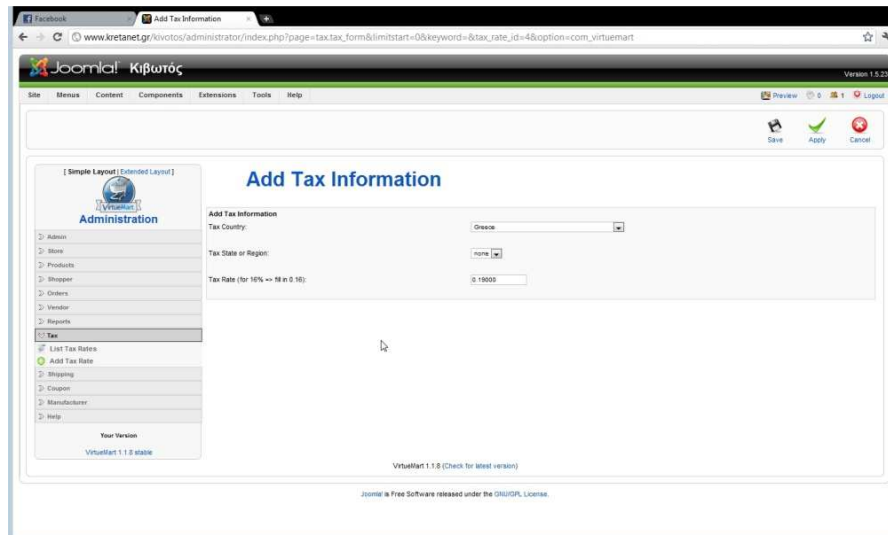 Facebook
Add Tax Information
www.kretanet.gr/kivotos/administrator/index.php?page=tax.tax_form&limitstart=0&keyword=&tax_rate_id=4&option=com_virtuemart
Joomla! Κιβωτός
Version 1.5.23
Site Menus Content Components Extensions Tools Help
Preview 0 1 Logout
Save Apply Cancel
[ Simple Layout | Extended Layout ]
VirtueMart
Administration
Admin
Store
Products
Shopper
Orders
Vendor
Reports
Tax
List Tax Rates
Add Tax Rate
Shipping
Coupon
Manufacturer
Help
Your Version
VirtueMart 1.1.8 stable
Add Tax Information
Add Tax Information
Tax Country: Greece
Tax State or Region: none
Tax Rate (for 16% => fill in 0.16): 0.19000
VirtueMart 1.1.8 (Check for latest version)
Joomla! is Free Software released under the GNU/GPL License.